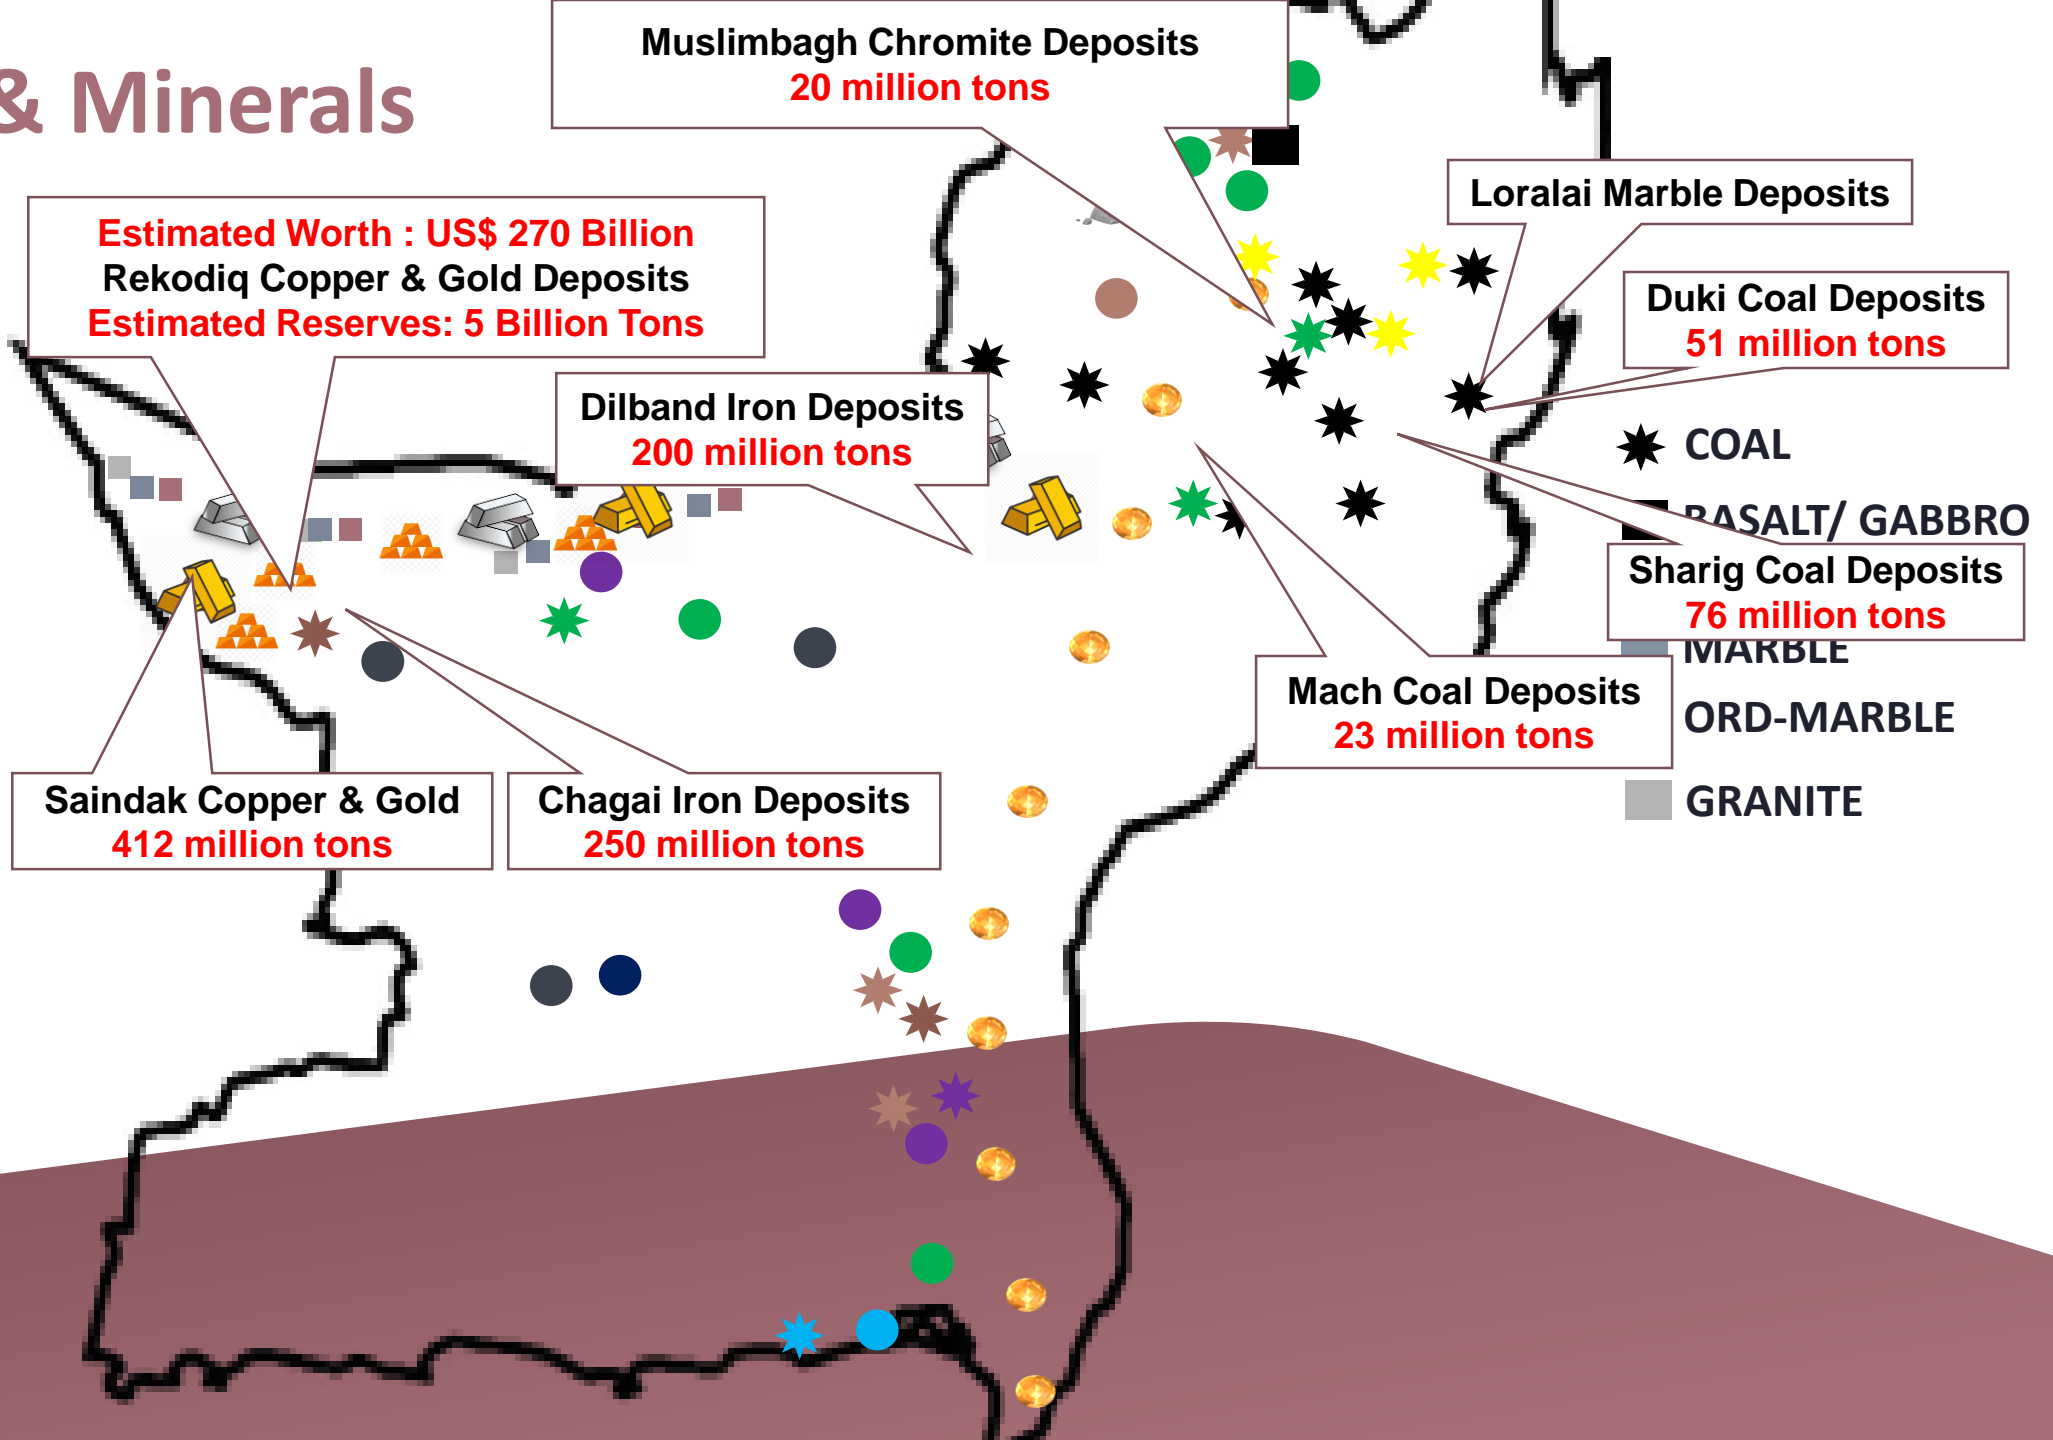 & Minerals
Muslimbagh Chromite Deposits
20 million tons
Loralai Marble Deposits
Estimated Worth : US$ 270 Billion
Rekodiq Copper & Gold Deposits
Estimated Reserves: 5 Billion Tons
Duki Coal Deposits
51 million tons
Dilband Iron Deposits
200 million tons
COAL
BASALT/ GABBRO
Sharig Coal Deposits
76 million tons
MARBLE
Mach Coal Deposits
23 million tons
ORD-MARBLE
GRANITE
Saindak Copper & Gold
412 million tons
Chagai Iron Deposits
250 million tons